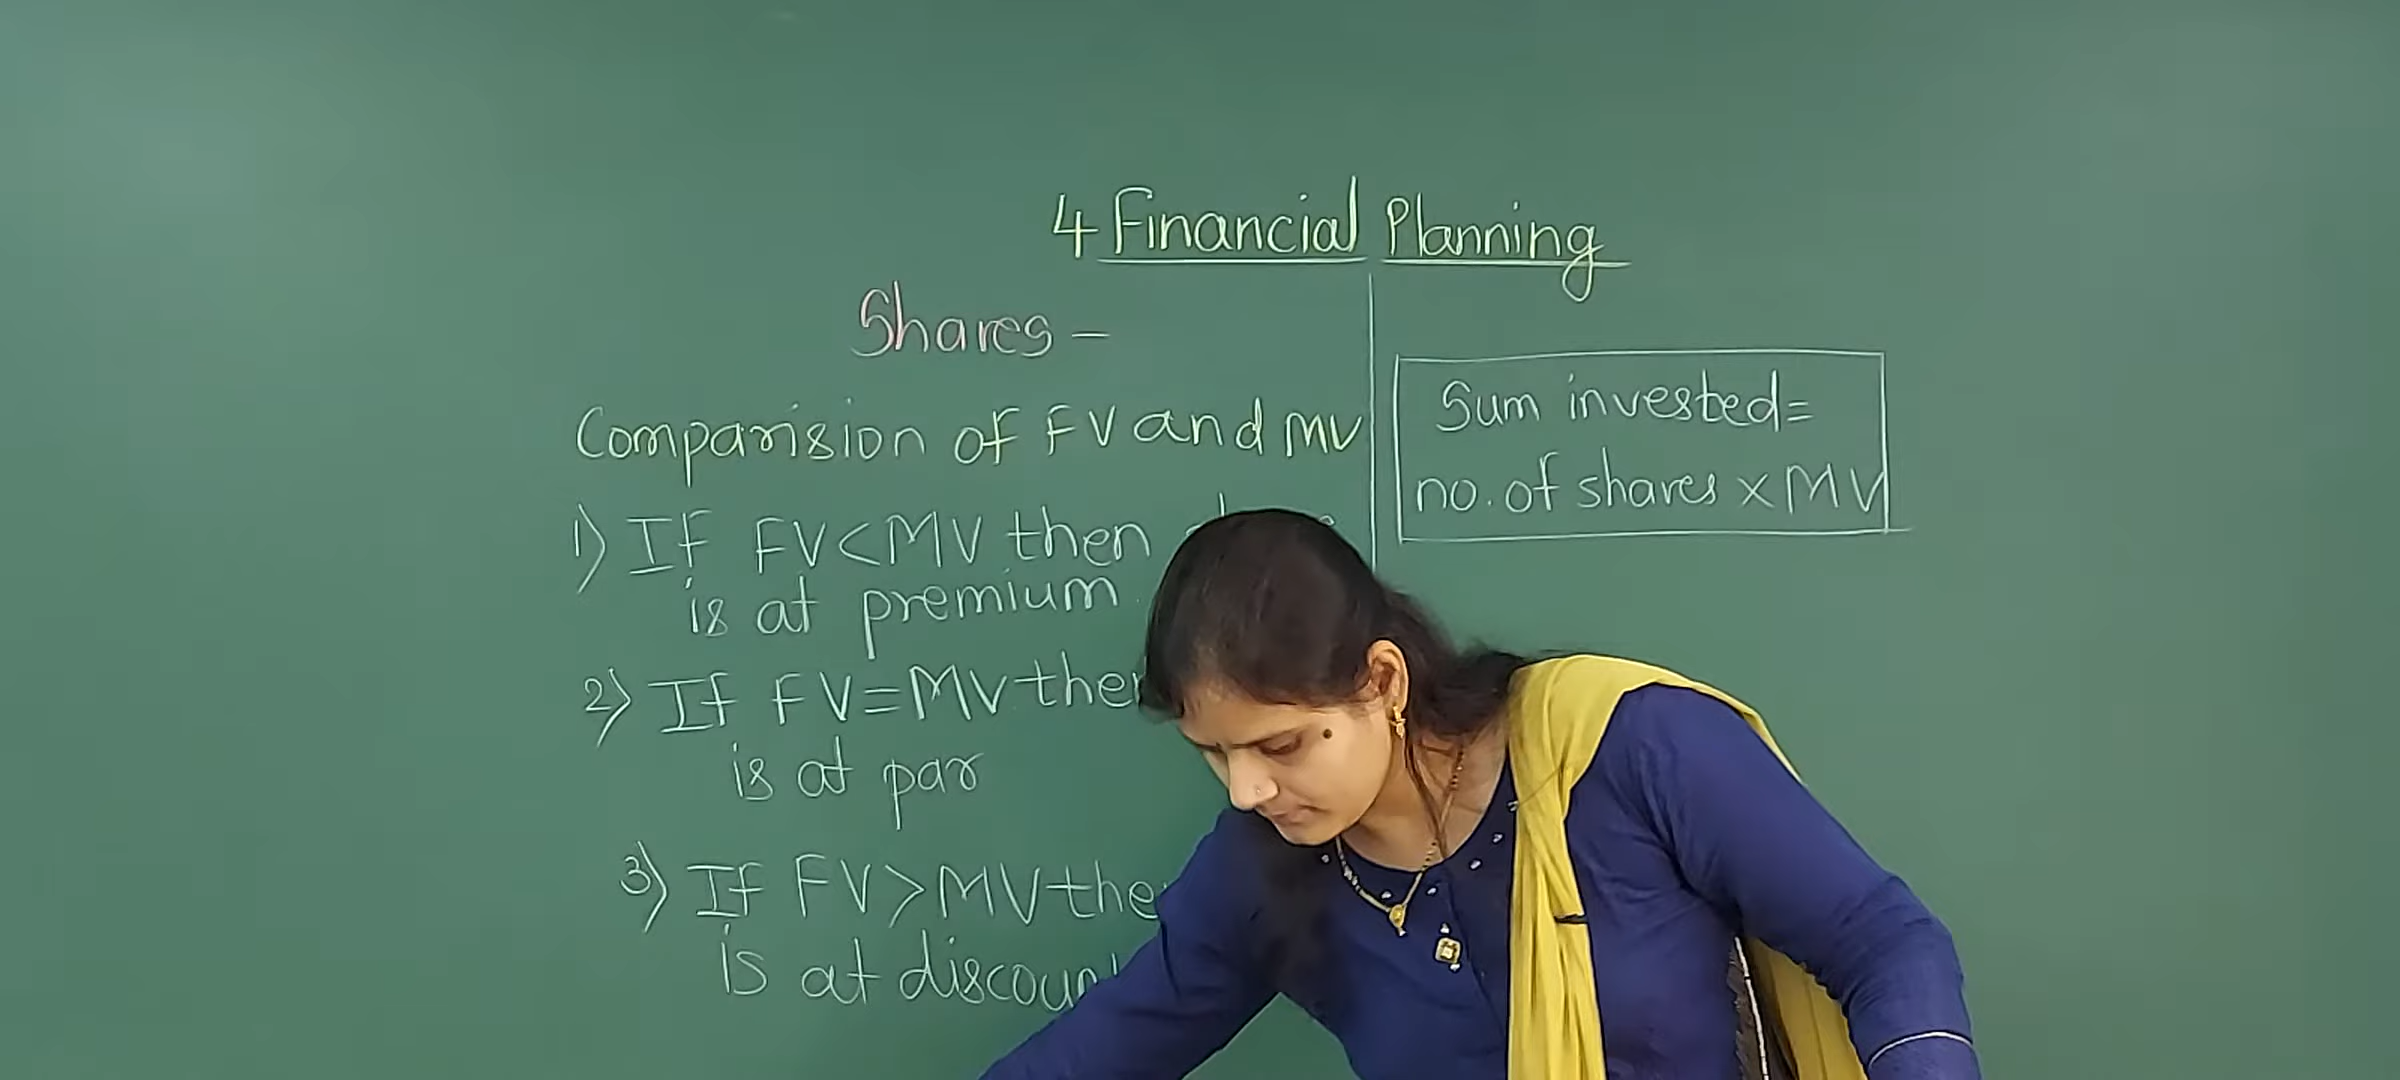 4 Financial Planning
Shares –
Comparision of FV and MV
1) If FV<MV then
is at premium
2) If FV=MV the
is at par
3) If FV>MV the
is at discoun
Sum invested=
no. of shares × MV